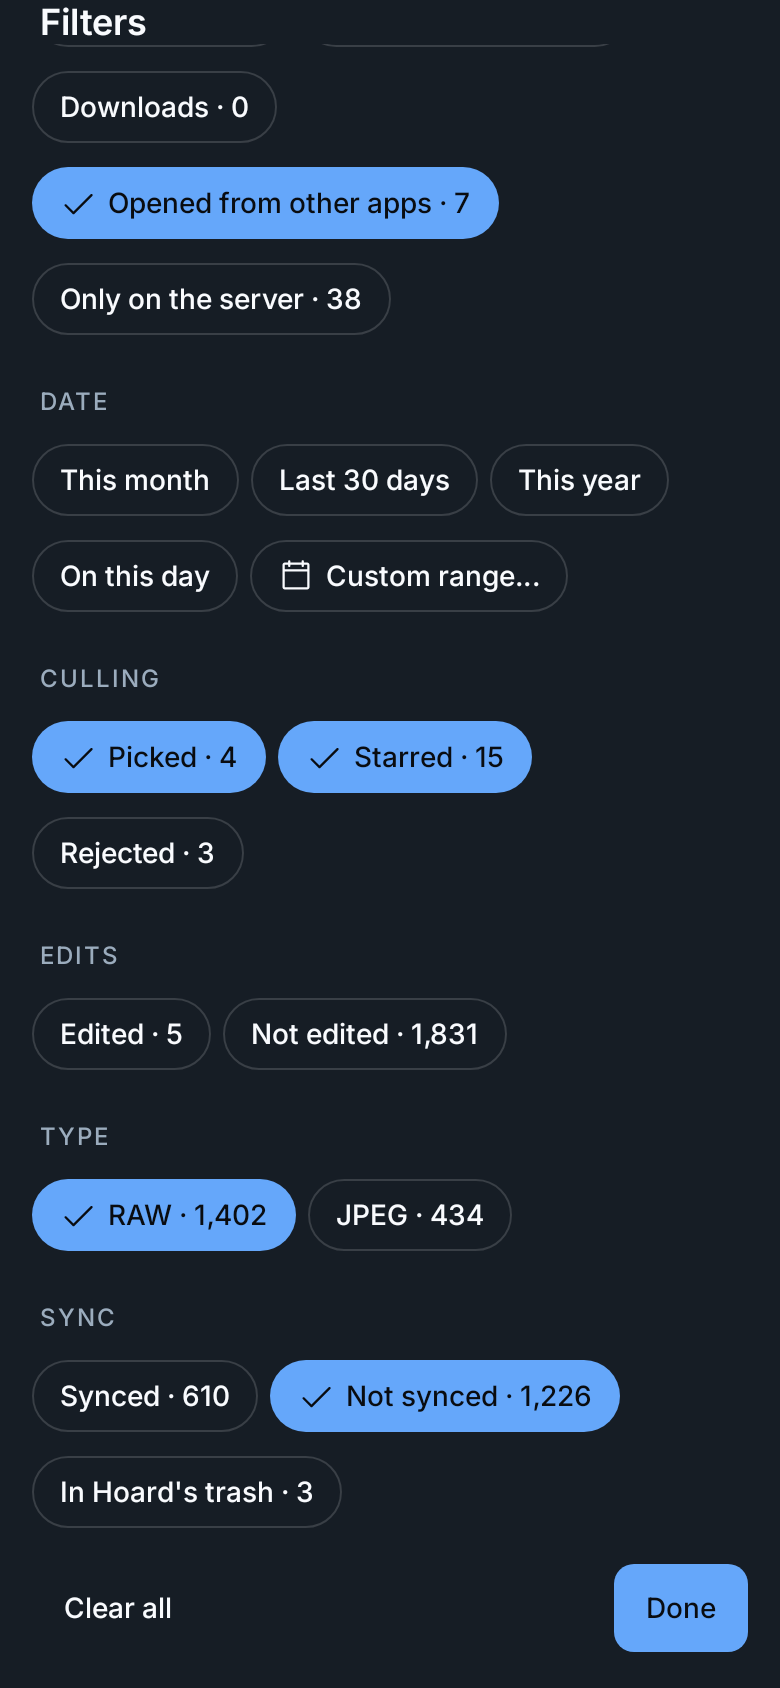 Filters
Downloads · 0
Opened from other apps · 7
Only on the server · 38
DATE
This month
Last 30 days
This year
On this day
Custom range...
CULLING
Picked · 4
Starred · 15
Rejected · 3
EDITS
Edited · 5
Not edited · 1,831
TYPE
RAW · 1,402
JPEG · 434
SYNC
Synced · 610
Not synced · 1,226
In Hoard's trash · 3
Clear all
Done